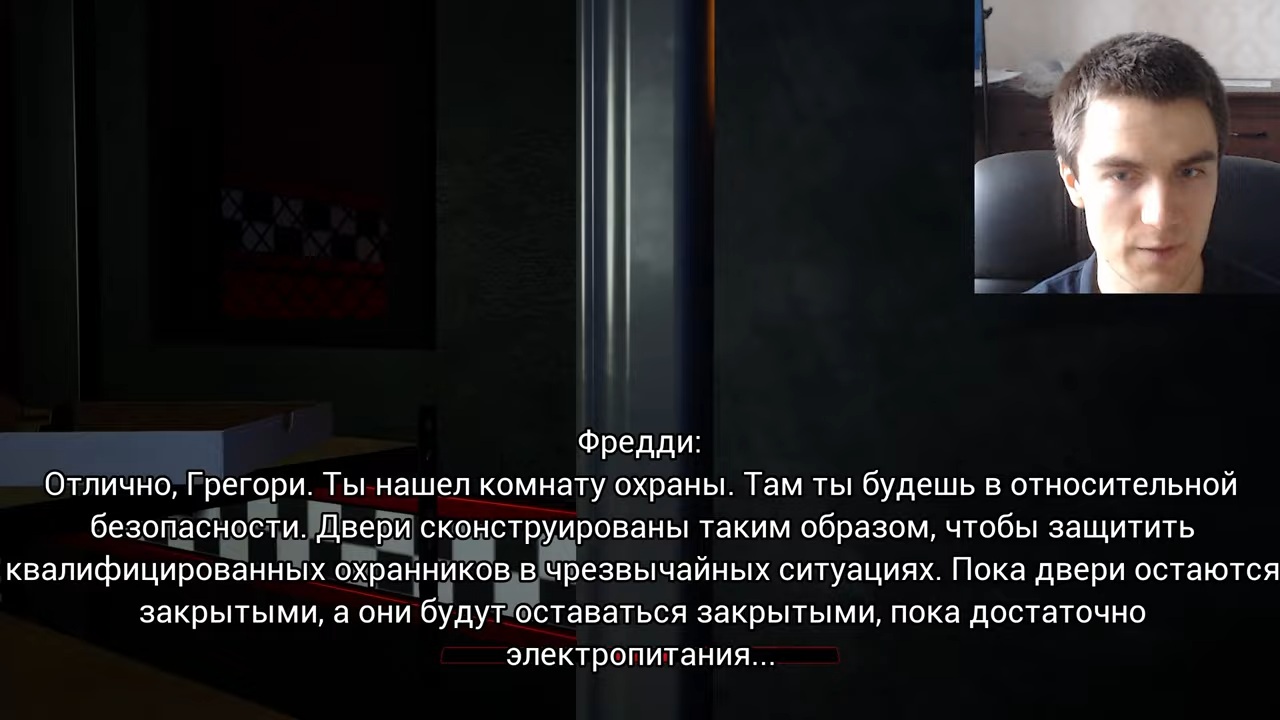 Фредди:
Отлично, Грегори. Ты нашел комнату охраны. Там ты будешь в относительной
безопасности. Двери сконструированы таким образом, чтобы защитить
квалифицированных охранников в чрезвычайных ситуациях. Пока двери остаются
закрытыми, а они будут оставаться закрытыми, пока достаточно
электропитания...